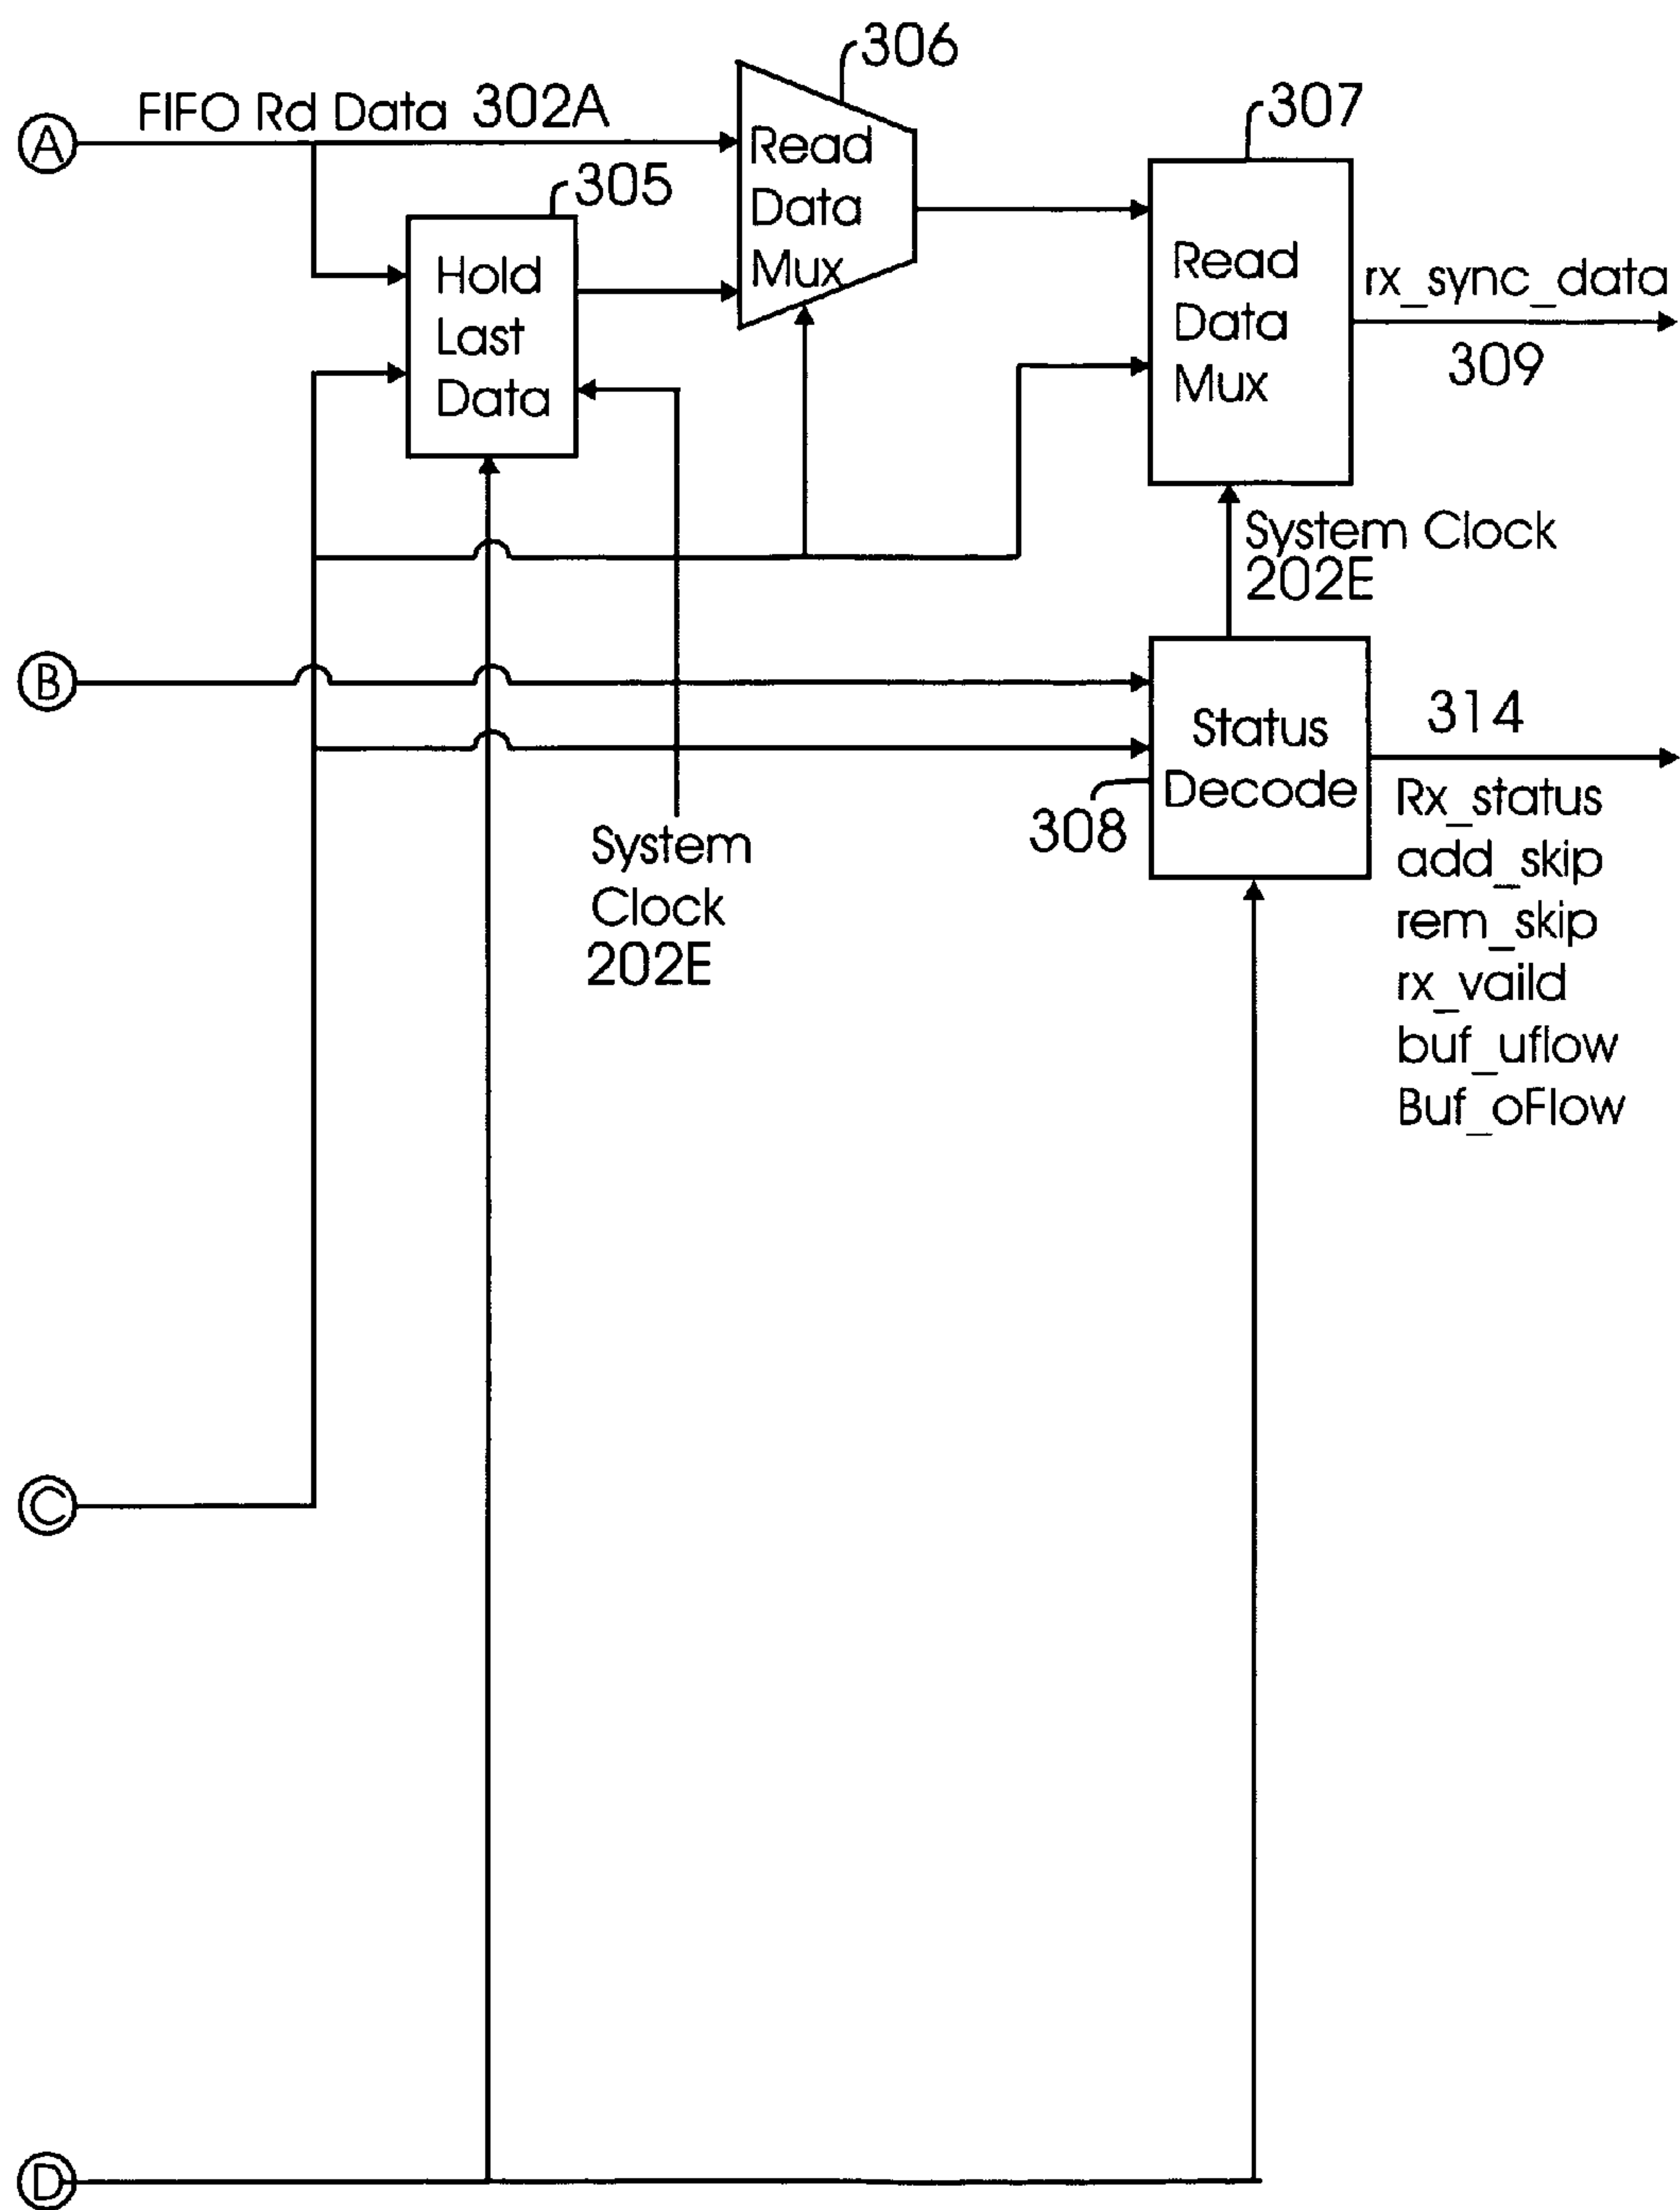 306
FIFO Rd Data 302A
A
307
Read
Data
Mux
305
Hold
Last
Data
Read
Data
Mux
rx_sync_data
309
System Clock
202E
B
314
Status
Decode
308
Rx_status
add_skip
rem_skip
rx_vaild
buf_uflow
Buf_oFlow
System
Clock
202E
C
D